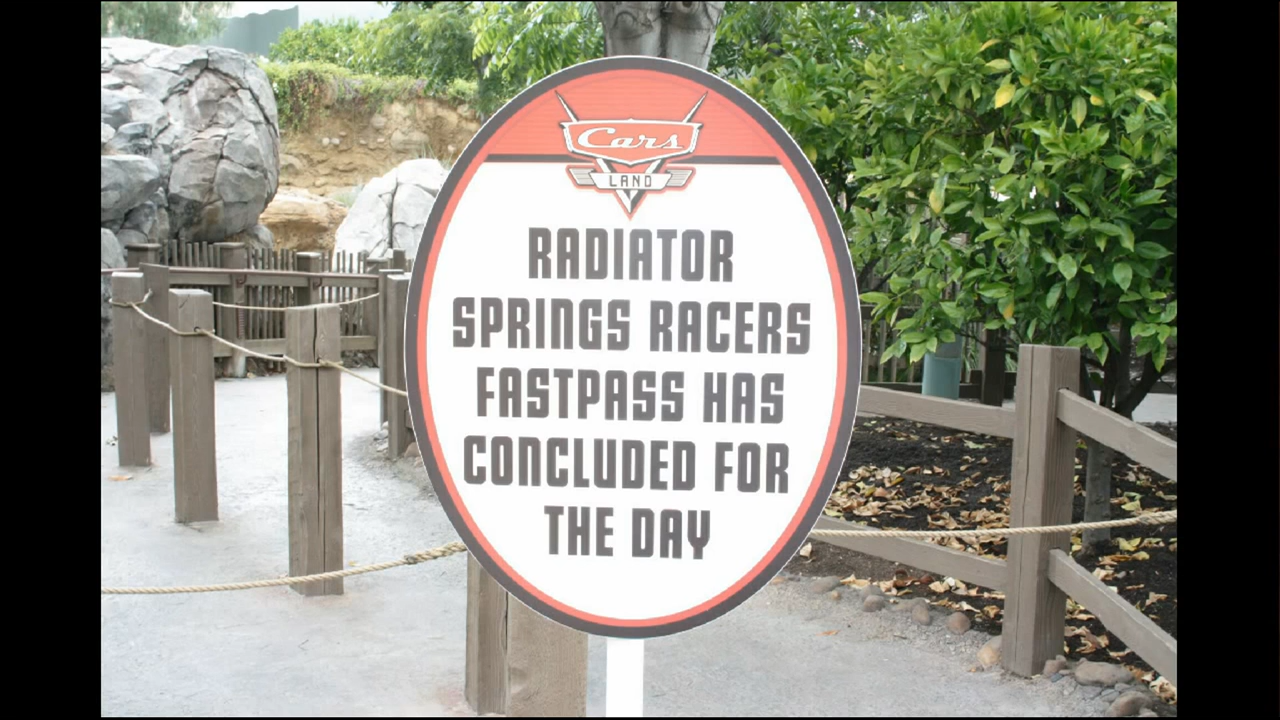 Cars
LAND
RADIATOR
SPRINGS RACERS
FASTPASS HAS
CONCLUDED FOR
THE DAY